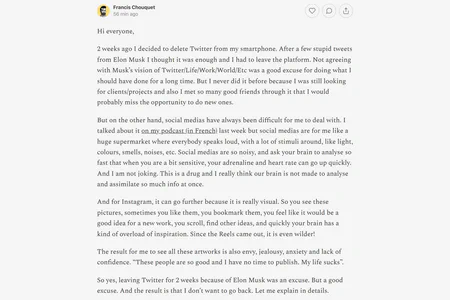 Francis Chouquet
56 min ago
Hi everyone,
2 weeks ago I decided to delete Twitter from my smartphone. After a few stupid tweets
from Elon Musk I thought it was enough and I had to leave the platform. Not agreeing
with Musk's vision of Twitter/Life/Work/World/Etc was a good excuse for doing what I
should have done for a long time. But I never did it before because I was still looking
for clients/projects and also I met so many good friends through it that I would
probably miss the opportunity to do new ones.
But on the other hand, social medias have always been difficult for me to deal with. I
talked about it on my podcast (in French) last week but social medias are for me like a
huge supermarket where everybody speaks loud, with a lot of stimuli around, like light,
colours, smells, noises, etc. Social medias are so noisy, and ask your brain to analyse so
fast that when you are a bit sensitive, your adrenaline and heart rate can go up quickly.
And I am not joking. This is a drug and I really think our brain is not made to analyse
and assimilate so much info at once.
And for Instagram, it can go further because it is really visual. So you see these
pictures, sometimes you like them, you bookmark them, you feel like it would be a
good idea for a new work, you scroll, find other ideas, and quickly your brain has a
kind of overload of inspiration. Since the Reels came out, it is even wilder!
The result for me to see all these artworks is also envy, jealousy, anxiety and lack of
confidence. "These people are so good and I have no time to publish. My life sucks".
So yes, leaving Twitter for 2 weeks because of Elon Musk was an excuse. But a good
excuse. And the result is that I don't want to go back. Let me explain in details.